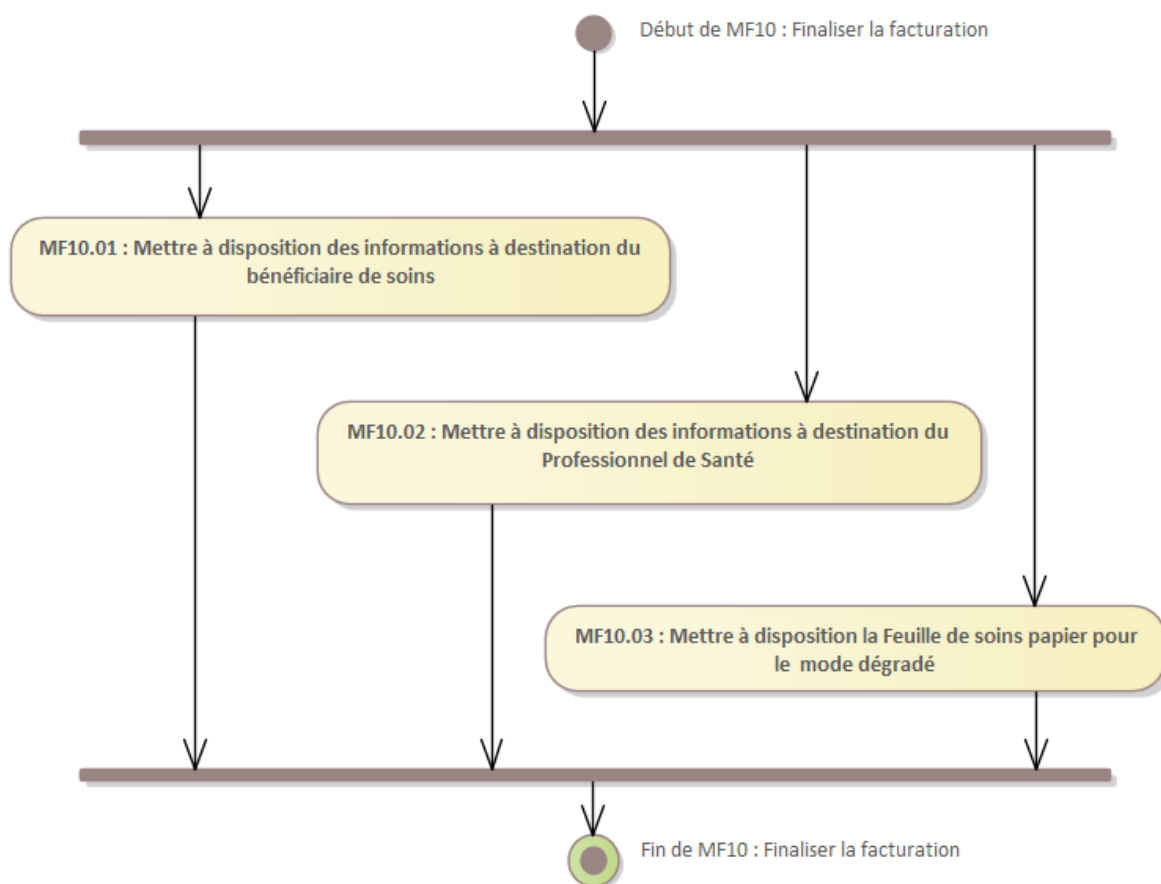 Début de MF10 : Finaliser la facturation
MF10.01 : Mettre à disposition des informations à destination du
bénéficiaire de soins
MF10.02 : Mettre à disposition des informations à destination du
Professionnel de Santé
MF10.03 : Mettre à disposition la Feuille de soins papier pour
le mode dégradé
Fin de MF10 : Finaliser la facturation